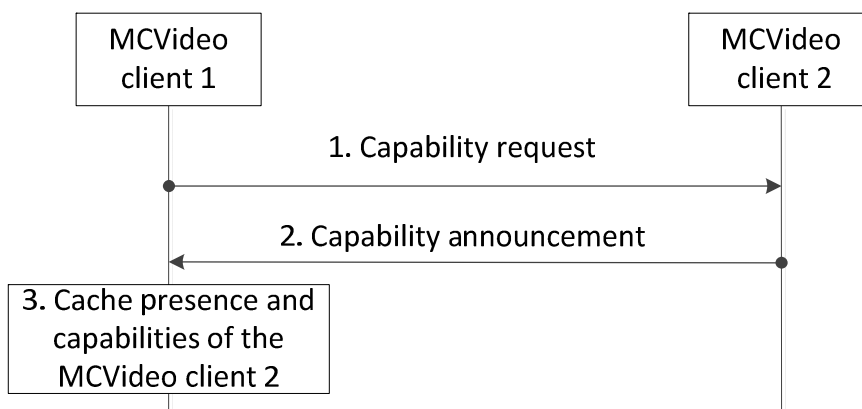 MCVideo
client 1
MCVideo
client 2
1. Capability request
2. Capability announcement
3. Cache presence and
capabilities of the
MCVideo client 2